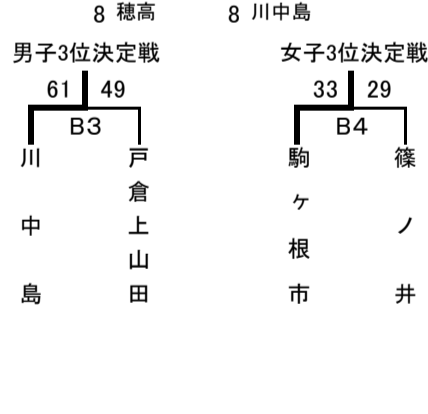 8 穂高
8 川中島
男子3位決定戦
61 49
B3
川中島
戸倉上山田
女子3位決定戦
33 29
B4
駒ヶ根市
篠ノ井